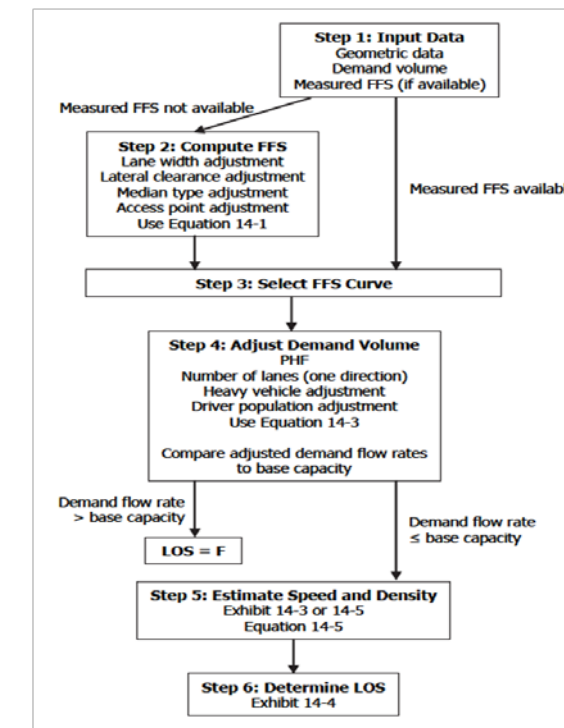 Step 1: Input Data
Geometric data
Demand volume
Measured FFS (if available)
Measured FFS not available
Step 2: Compute FFS
Lane width adjustment
Lateral clearance adjustment
Median type adjustment
Access point adjustment
Use Equation 14-1
Measured FFS availabl
Step 3: Select FFS Curve
Step 4: Adjust Demand Volume
PHF
Number of lanes (one direction)
Heavy vehicle adjustment
Driver population adjustment
Use Equation 14-3
Compare adjusted demand flow rates
to base capacity
Demand flow rate
> base capacity
Demand flow rate
≤ base capacity
LOS = F
Step 5: Estimate Speed and Density
Exhibit 14-3 or 14-5
Equation 14-5
Step 6: Determine LOS
Exhibit 14-4